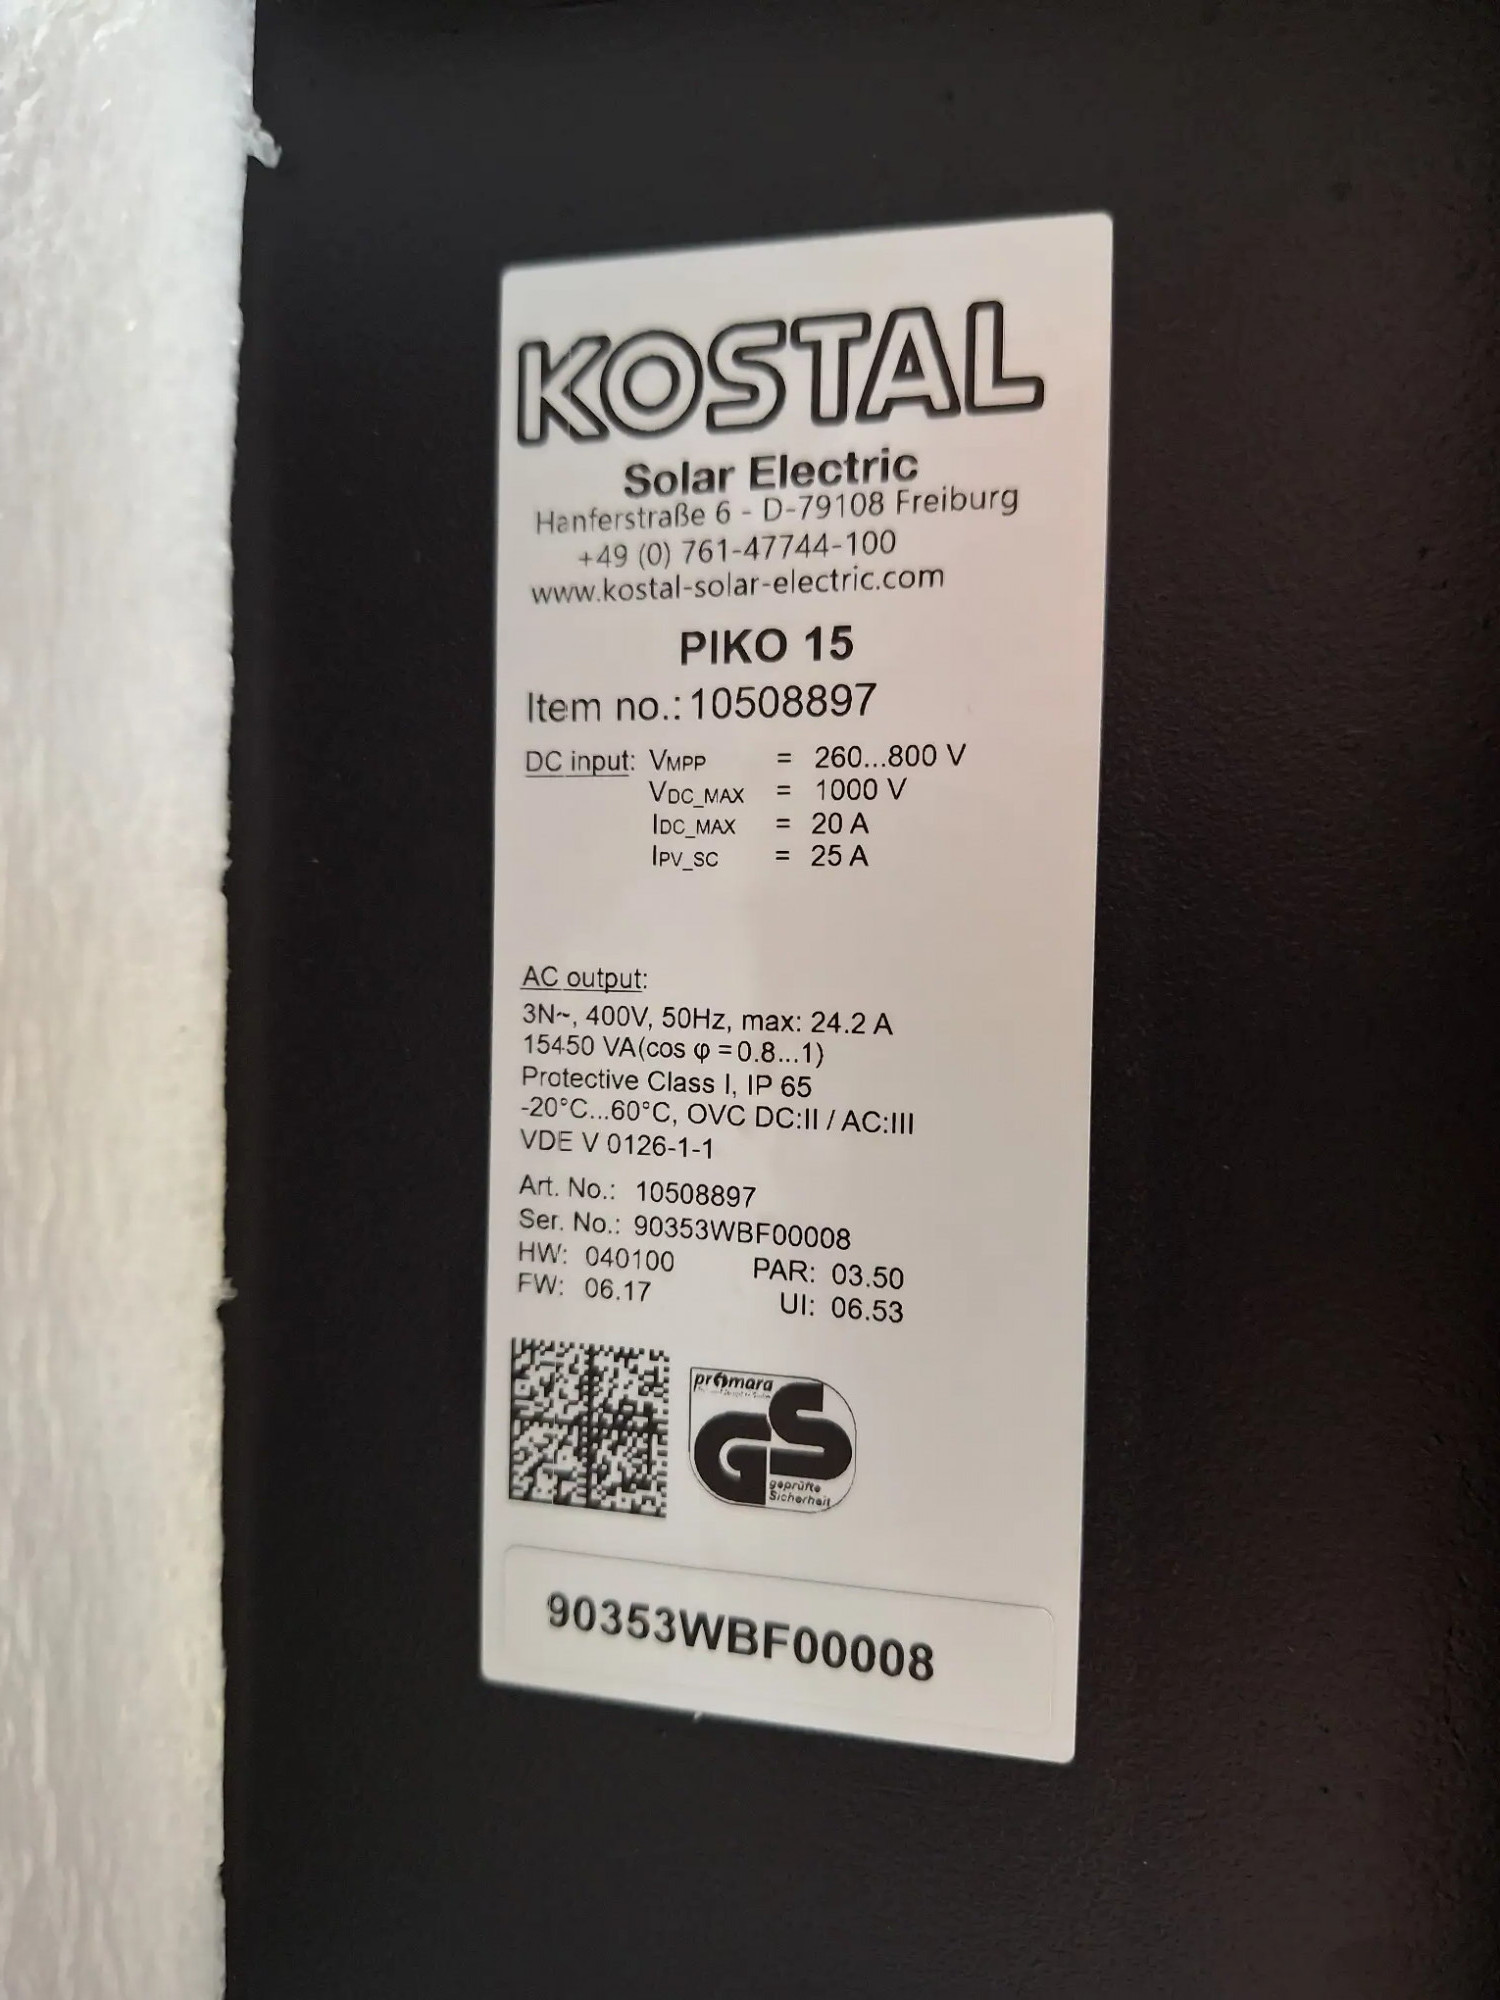 KOSTAL
Solar Electric
Hanferstraße 6 - D-79108 Freiburg
+49 (0) 761-47744-100
www.kostal-solar-electric.com
PIKO 15
Item no.: 10508897
DC input: VMPP = 260...800 V
VDC_MAX = 1000 V
IDC_MAX = 20 A
IPV_SC = 25 A
AC output:
3N~, 400V, 50Hz, max: 24.2 A
15450 VA(cos φ =0.8...1)
Protective Class I, IP 65
-20°C...60°C, OVC DC:II / AC:III
VDE V 0126-1-1
Art. No.: 10508897
Ser. No.: 90353WBF00008
HW: 040100 PAR: 03.50
FW: 06.17 UI: 06.53
primara
GS
geprüfte
Sicherheit
90353WBF00008